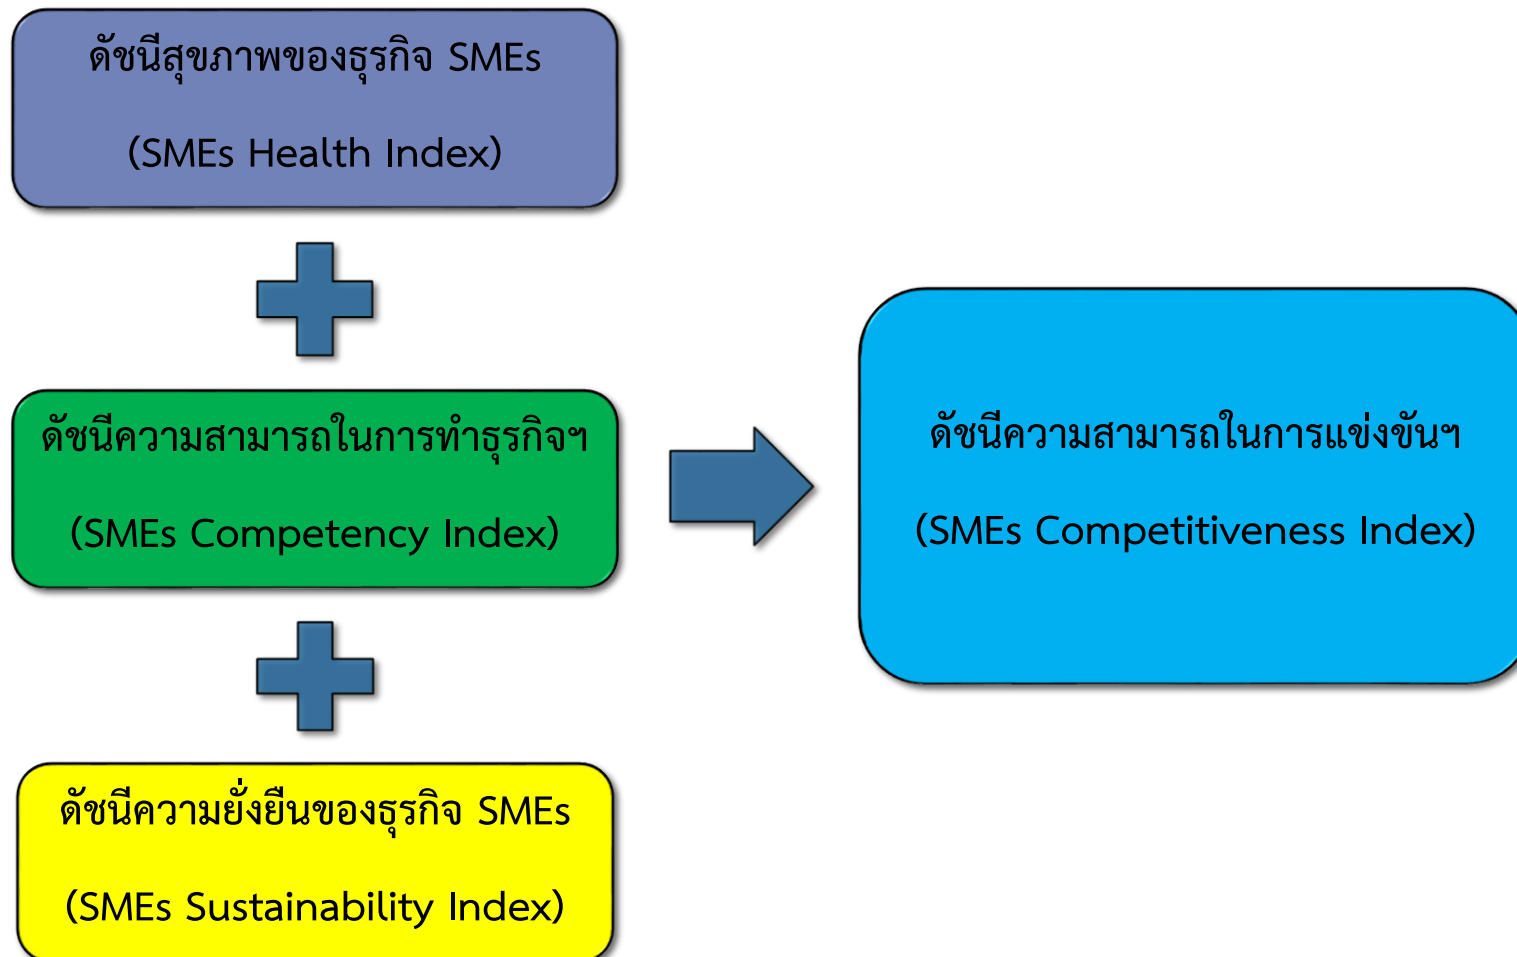 ดัชนีสุขภาพของธุรกิจ SMEs
(SMEs Health Index)
ดัชนีความสามารถในการทำธุรกิจฯ
(SMEs Competency Index)
ดัชนีความยั่งยืนของธุรกิจ SMEs
(SMEs Sustainability Index)
ดัชนีความสามารถในการแข่งขันฯ
(SMEs Competitiveness Index)